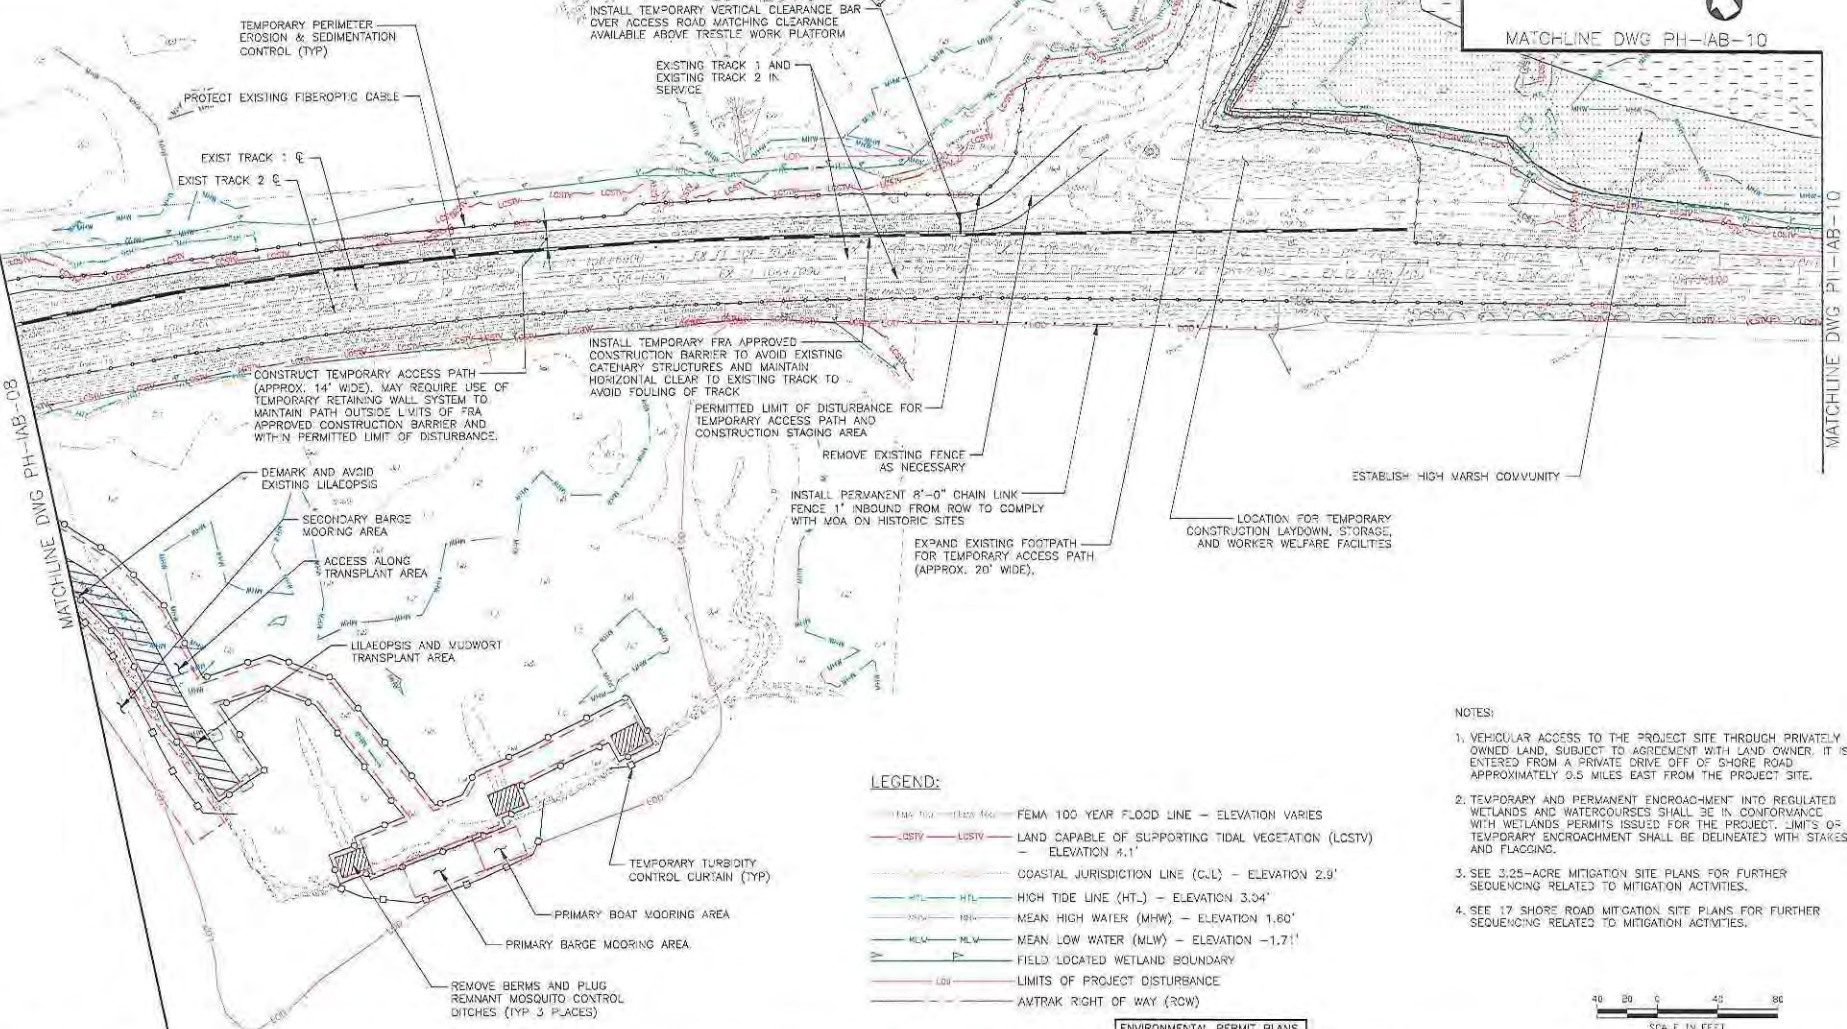 INSTALL TEMPORARY VERTICAL CLEARANCE BAR
OVER ACCESS ROAD MATCHING CLEARANCE
AVAILABLE ABOVE TRESTLE WORK PLATFORM
TEMPORARY PERIMETER
EROSION & SEDIMENTATION
CONTROL (TYP)
MATCHLINE DWG PH-IAB-10
EXISTING TRACK 1 AND
EXISTING TRACK 2 IN
SERVICE
PROTECT EXISTING FIBEROPTIC CABLE
EXIST TRACK 1 ℄
EXIST TRACK 2 ℄
MATCHLINE DWG PH-IAB-10
MATCHLINE DWG PH-IAB-08
INSTALL TEMPORARY FRA APPROVED
CONSTRUCTION BARRIER TO AVOID EXISTING
CATENARY STRUCTURES AND MAINTAIN
HORIZONTAL CLEAR TO EXISTING TRACK TO
AVOID FOULING OF TRACK
CONSTRUCT TEMPORARY ACCESS PATH
(APPROX. 14' WIDE). MAY REQUIRE USE OF
TEMPORARY RETAINING WALL SYSTEM TO
MAINTAIN PATH OUTSIDE LIMITS OF FRA
APPROVED CONSTRUCTION BARRIER AND
WITHIN PERMITTED LIMIT OF DISTURBANCE.
PERMITTED LIMIT OF DISTURBANCE FOR
TEMPORARY ACCESS PATH AND
CONSTRUCTION STAGING AREA
REMOVE EXISTING FENCE
AS NECESSARY
ESTABLISH HIGH MARSH COMMUNITY
DEMARK AND AVOID
EXISTING LILAEOPSIS
INSTALL PERMANENT 8'-0" CHAIN LINK
FENCE 1' INBOUND FROM ROW TO COMPLY
WITH MOA ON HISTORIC SITES
SECONDARY BARGE
MOORING AREA
LOCATION FOR TEMPORARY
CONSTRUCTION LAYDOWN, STORAGE,
AND WORKER WELFARE FACILITIES
EXPAND EXISTING FOOTPATH
FOR TEMPORARY ACCESS PATH
(APPROX. 20' WIDE).
ACCESS ALONG
TRANSPLANT AREA
LILAEOPSIS AND MUDWORT
TRANSPLANT AREA
TEMPORARY TURBIDITY
CONTROL CURTAIN (TYP)
PRIMARY BOAT MOORING AREA
PRIMARY BARGE MOORING AREA
REMOVE BERMS AND PLUG
REMNANT MOSQUITO CONTROL
DITCHES (TYP 3 PLACES)
LEGEND:
FEMA 100 YEAR FLOOD LINE - ELEVATION VARIES
LCSTV LCSTV LAND CAPABLE OF SUPPORTING TIDAL VEGETATION (LCSTV)
- ELEVATION 4.1'
COASTAL JURISDICTION LINE (CJL) - ELEVATION 2.9'
HTL HTL HIGH TIDE LINE (HTL) - ELEVATION 3.04'
MHW MHW MEAN HIGH WATER (MHW) - ELEVATION 1.60'
MLW MLW MEAN LOW WATER (MLW) - ELEVATION -1.71'
FIELD LOCATED WETLAND BOUNDARY
LOD LIMITS OF PROJECT DISTURBANCE
AMTRAK RIGHT OF WAY (ROW)
ENVIRONMENTAL PERMIT PLANS
NOTES:
1. VEHICULAR ACCESS TO THE PROJECT SITE THROUGH PRIVATELY
OWNED LAND, SUBJECT TO AGREEMENT WITH LAND OWNER. IT IS
ENTERED FROM A PRIVATE DRIVE OFF OF SHORE ROAD
APPROXIMATELY 0.5 MILES EAST FROM THE PROJECT SITE.
2. TEMPORARY AND PERMANENT ENCROACHMENT INTO REGULATED
WETLANDS AND WATERCOURSES SHALL BE IN CONFORMANCE
WITH WETLANDS PERMITS ISSUED FOR THE PROJECT. LIMITS OF
TEMPORARY ENCROACHMENT SHALL BE DELINEATED WITH STAKES
AND FLAGGING.
3. SEE 3.25-ACRE MITIGATION SITE PLANS FOR FURTHER
SEQUENCING RELATED TO MITIGATION ACTIVITIES.
4. SEE 17 SHORE ROAD MITIGATION SITE PLANS FOR FURTHER
SEQUENCING RELATED TO MITIGATION ACTIVITIES.
40 20 0 40 80
SCALE IN FEET